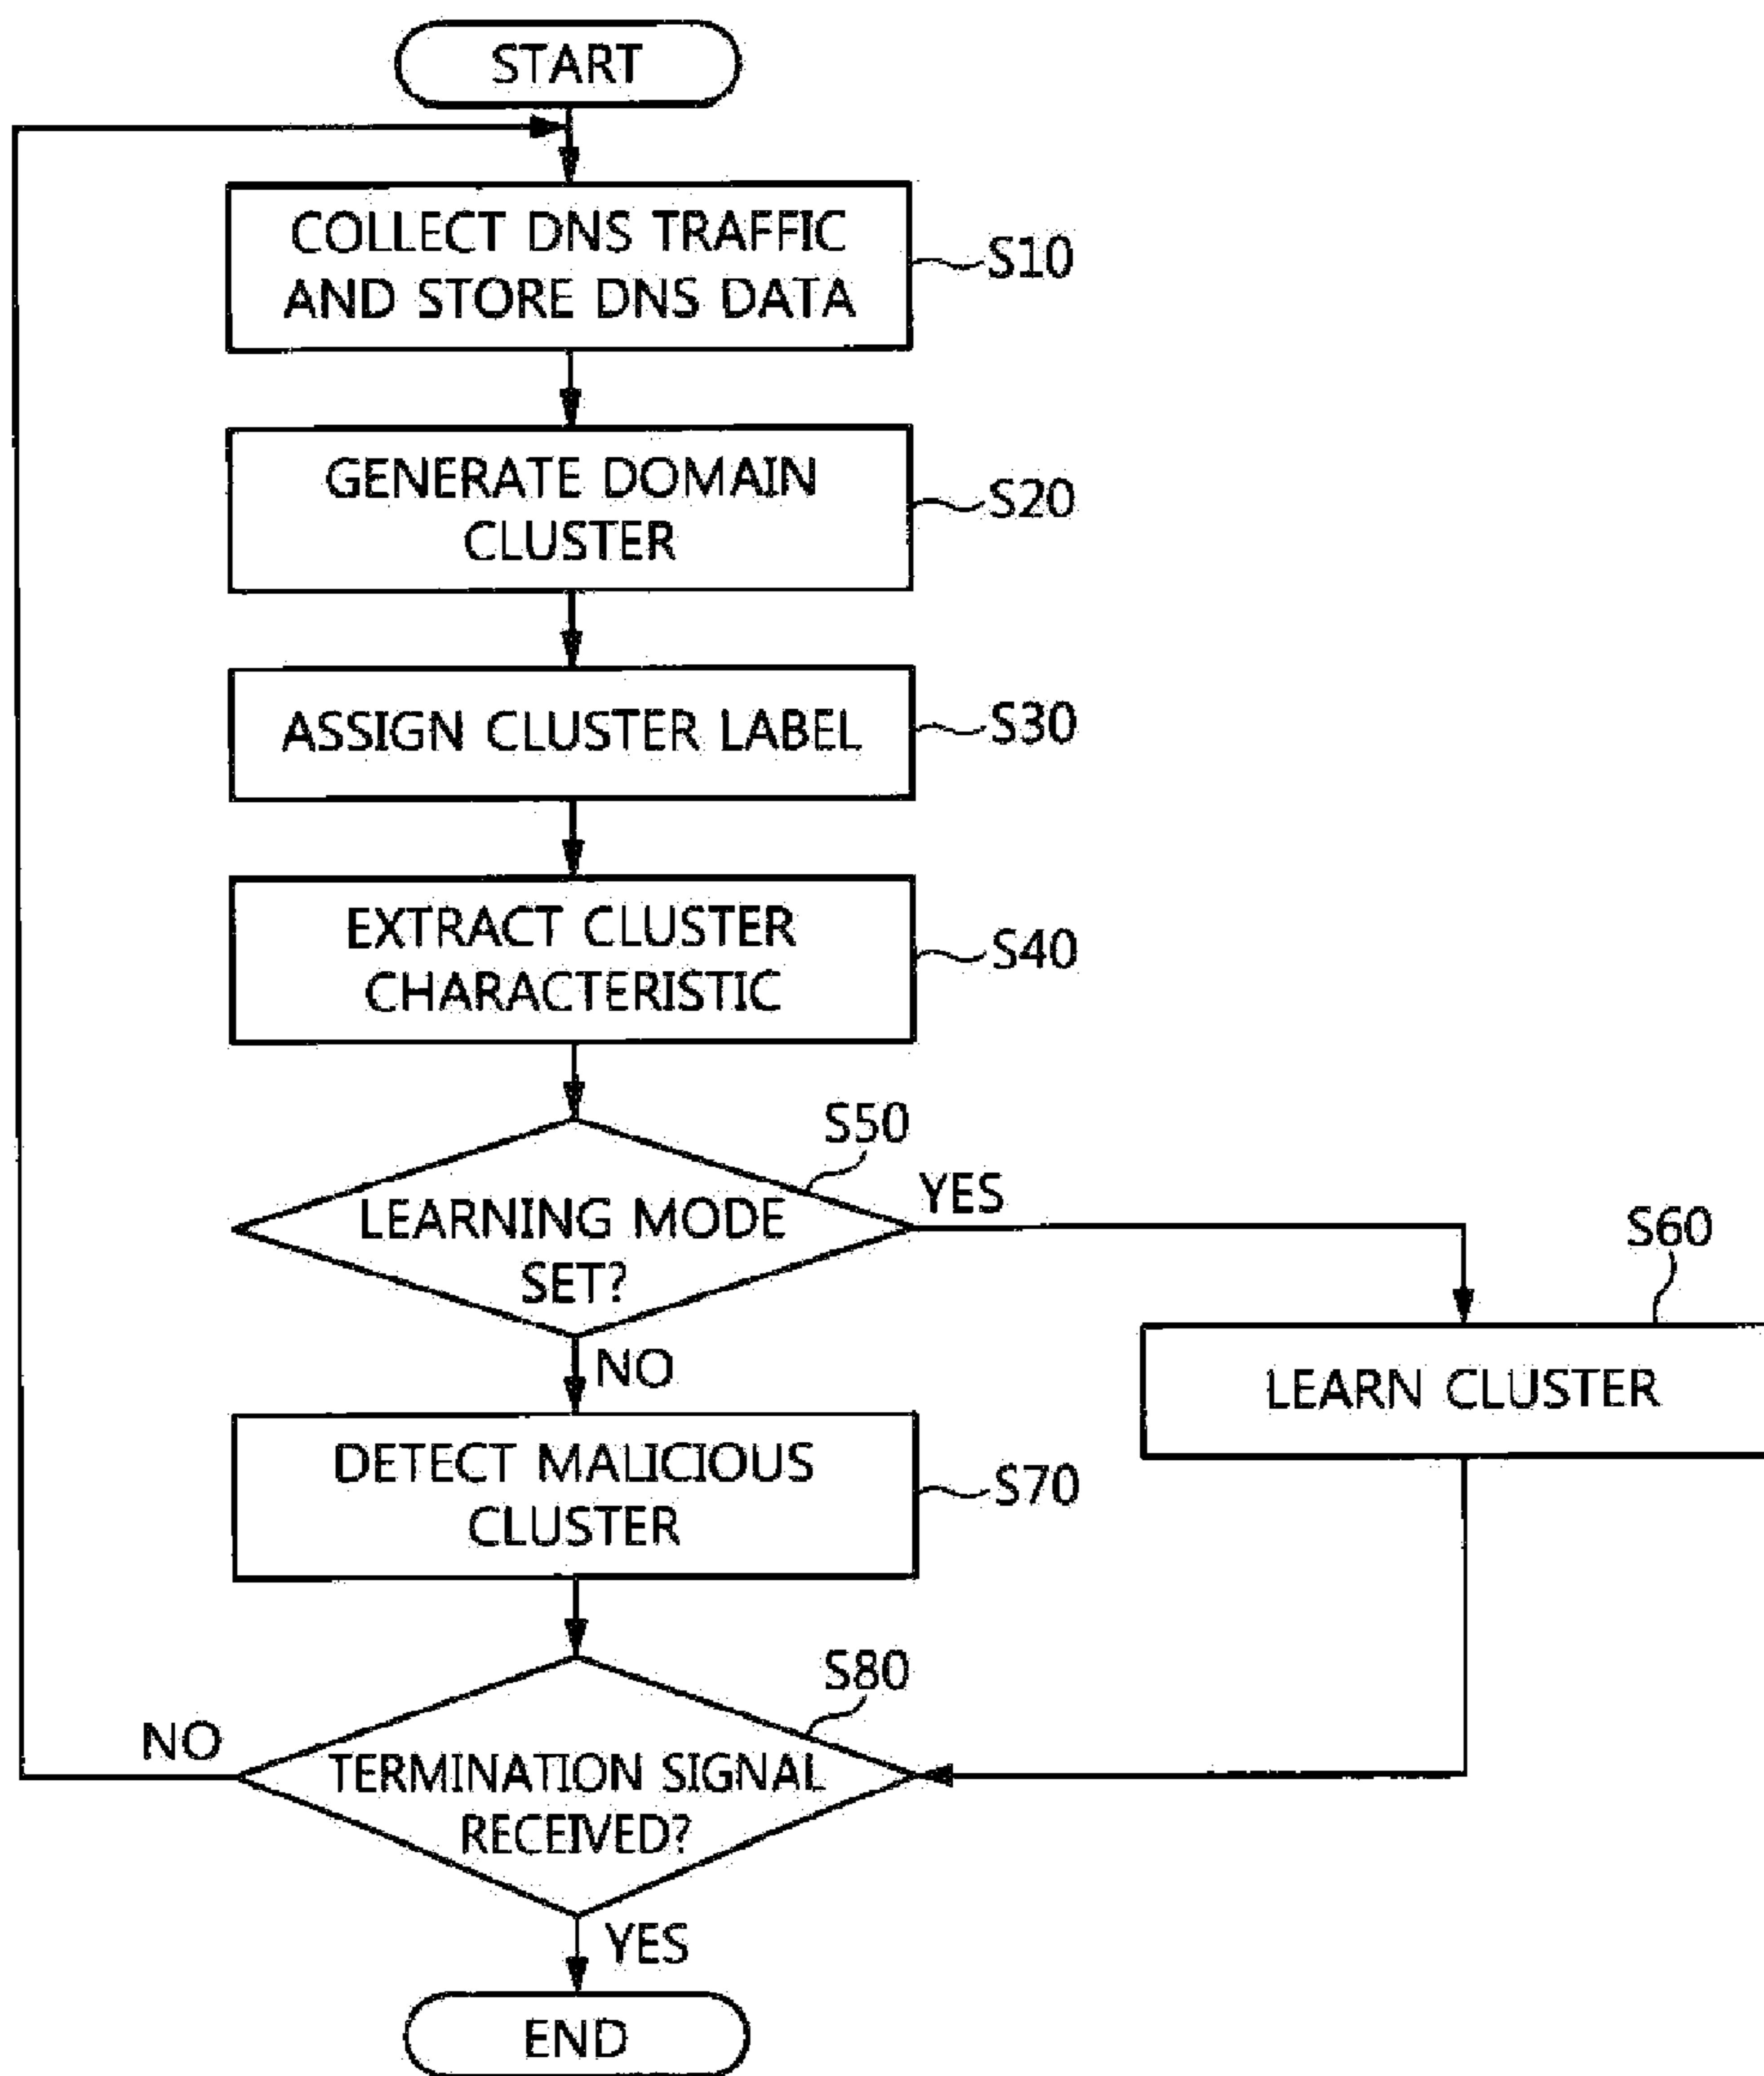 START
COLLECT DNS TRAFFIC
AND STORE DNS DATA
S10
GENERATE DOMAIN
CLUSTER
S20
ASSIGN CLUSTER LABEL
S30
EXTRACT CLUSTER
CHARACTERISTIC
S40
S50
LEARNING MODE
SET?
YES
NO
S60
LEARN CLUSTER
DETECT MALICIOUS
CLUSTER
S70
S80
TERMINATION SIGNAL
RECEIVED?
NO
YES
END